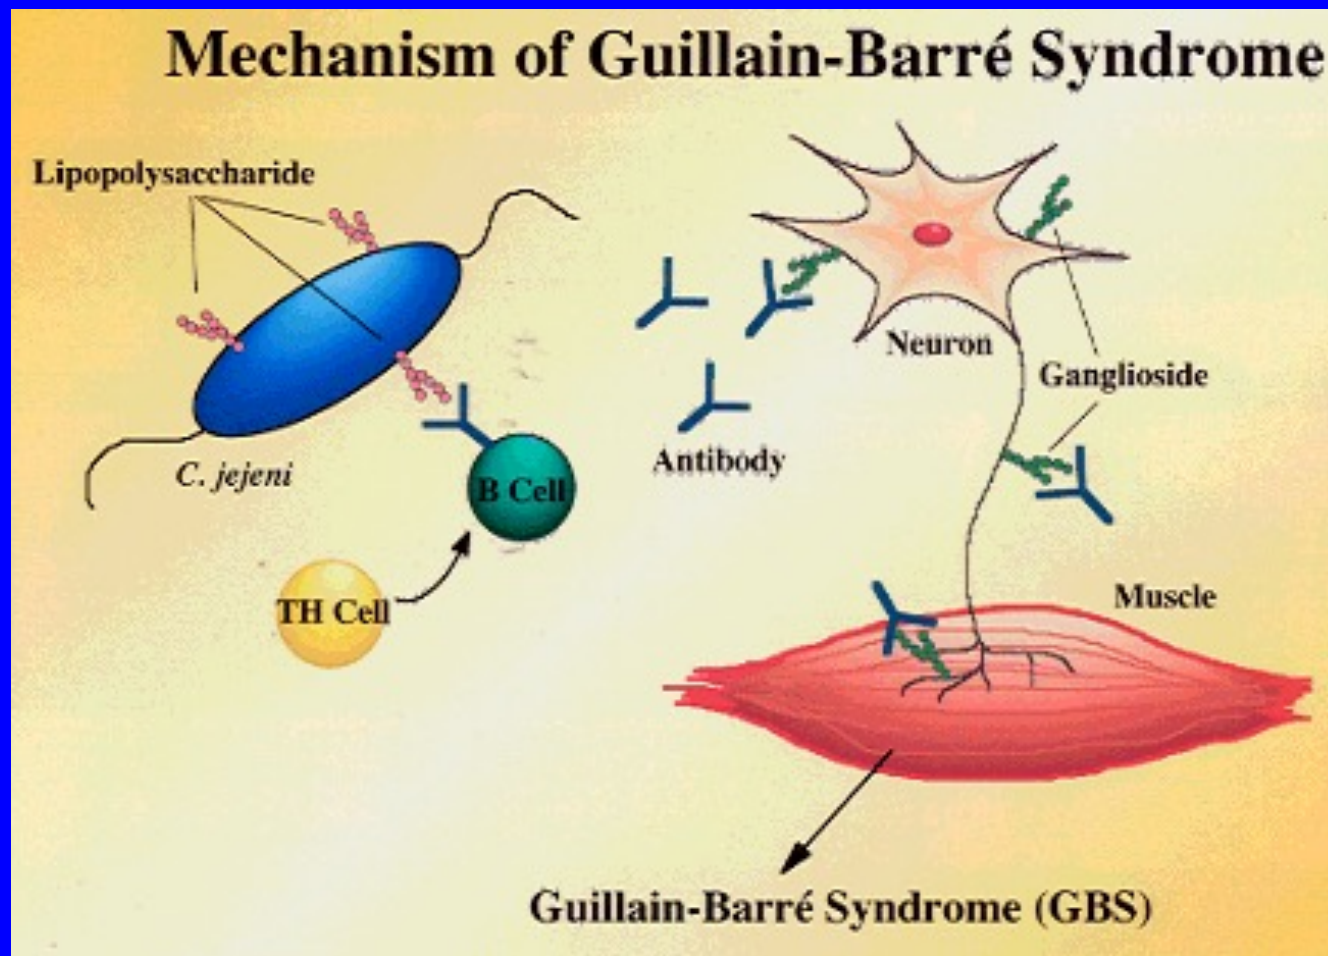 Mechanism of Guillain-Barré Syndrome
Lipopolysaccharide
C. jejeni
B Cell
TH Cell
Antibody
Neuron
Ganglioside
Muscle
Guillain-Barré Syndrome (GBS)